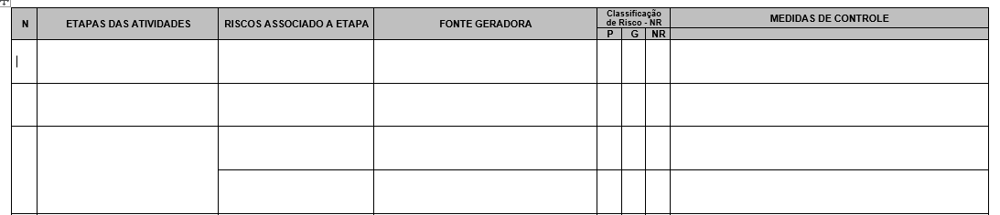 N
ETAPAS DAS ATIVIDADES
RISCOS ASSOCIADO A ETAPA
FONTE GERADORA
Classificação
de Risco - NR
P G NR
MEDIDAS DE CONTROLE